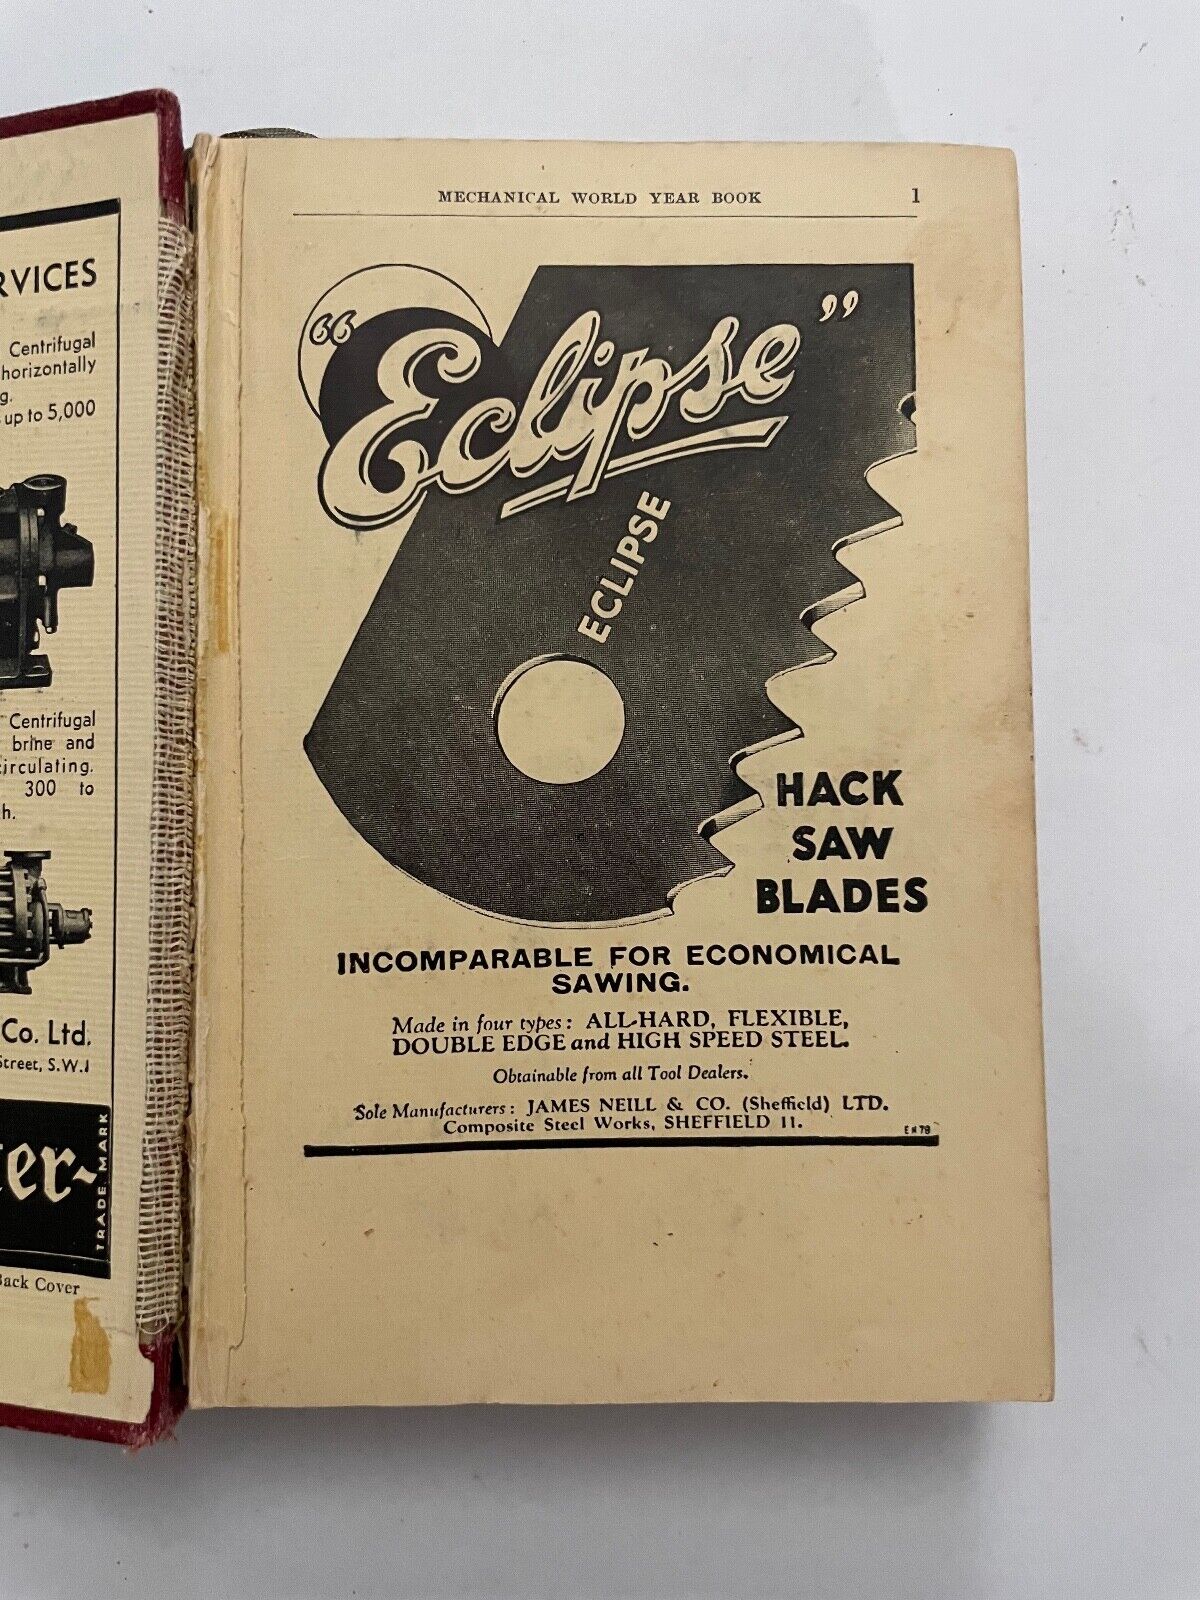 RVICES
Centrifugal
horizontally
g.
up to 5,000
Centrifugal
brine and
circulating.
300 to
h.
Co. Ltd.
Street, S.W.1
ter-
TRADE MARK
Back Cover
MECHANICAL WORLD YEAR BOOK 1
"Eclipse"
ECLIPSE
HACK
SAW
BLADES
INCOMPARABLE FOR ECONOMICAL
SAWING.
Made in four types: ALL-HARD, FLEXIBLE,
DOUBLE EDGE and HIGH SPEED STEEL.
Obtainable from all Tool Dealers.
Sole Manufacturers: JAMES NEILL & CO. (Sheffield) LTD.
Composite Steel Works, SHEFFIELD 11.
EN78